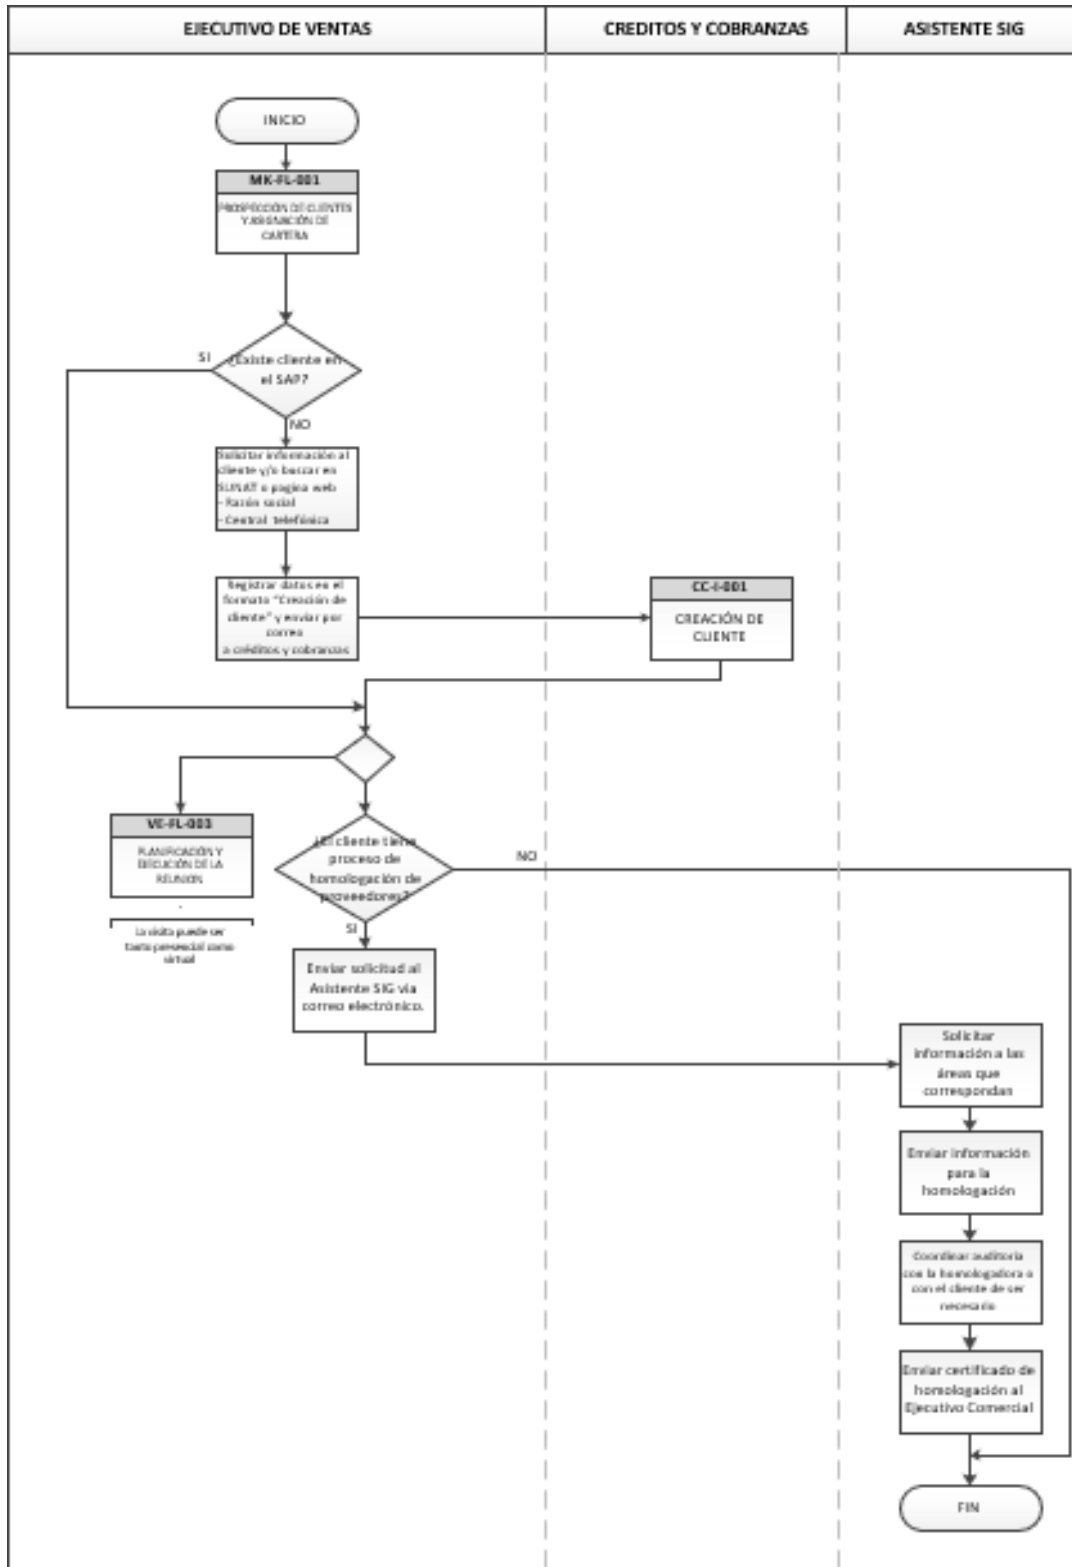 EJECUTIVO DE VENTAS
CREDITOS Y COBRANZAS
ASISTENTE SIG
INICIO
MK-FL-001
PROSPECCIÓN DE CLIENTES
Y ASIGNACIÓN DE
CARTERA
SI
¿Existe cliente en
el SAP?
NO
Solicitar información al
cliente y/o buscar en
SUNAT o pagina web
- Razón social
- Central telefónica
Registrar datos en el
formato "Creación de
cliente" y enviar por
correo
a créditos y cobranzas
CC-I-001
CREACIÓN DE
CLIENTE
VE-FL-003
PLANIFICACIÓN Y
EJECUCIÓN DE LA
REUNIÓN
La visita puede ser
tanto presencial como
virtual
¿El cliente tiene
proceso de
homologación de
proveedores?
NO
SI
Enviar solicitud al
Asistente SIG vía
correo electrónico.
Solicitar
información a las
áreas que
correspondan
Enviar información
para la
homologación
Coordinar auditoria
con la homologadora o
con el cliente de ser
necesario
Enviar certificado de
homologación al
Ejecutivo Comercial
FIN